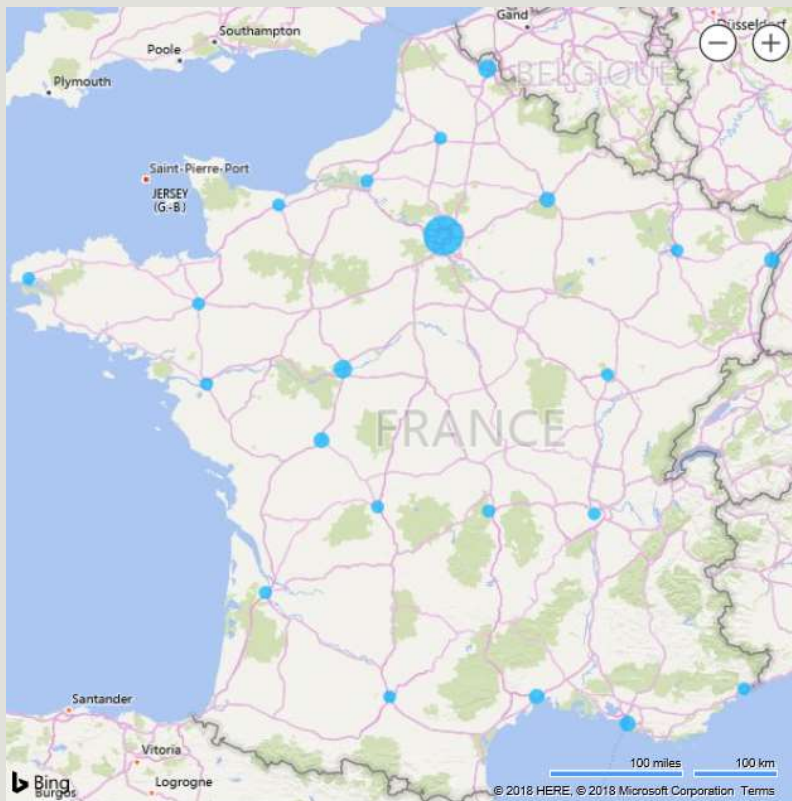 Gand
Düsseldorf
Southampton
Poole
Plymouth
BELGIQUE
Saint-Pierre-Port
JERSEY
(G.-B.)
FRANCE
Santander
Vitoria
Logrogne
Burgos
Bing
100 miles
100 km
© 2018 HERE, © 2018 Microsoft Corporation Terms